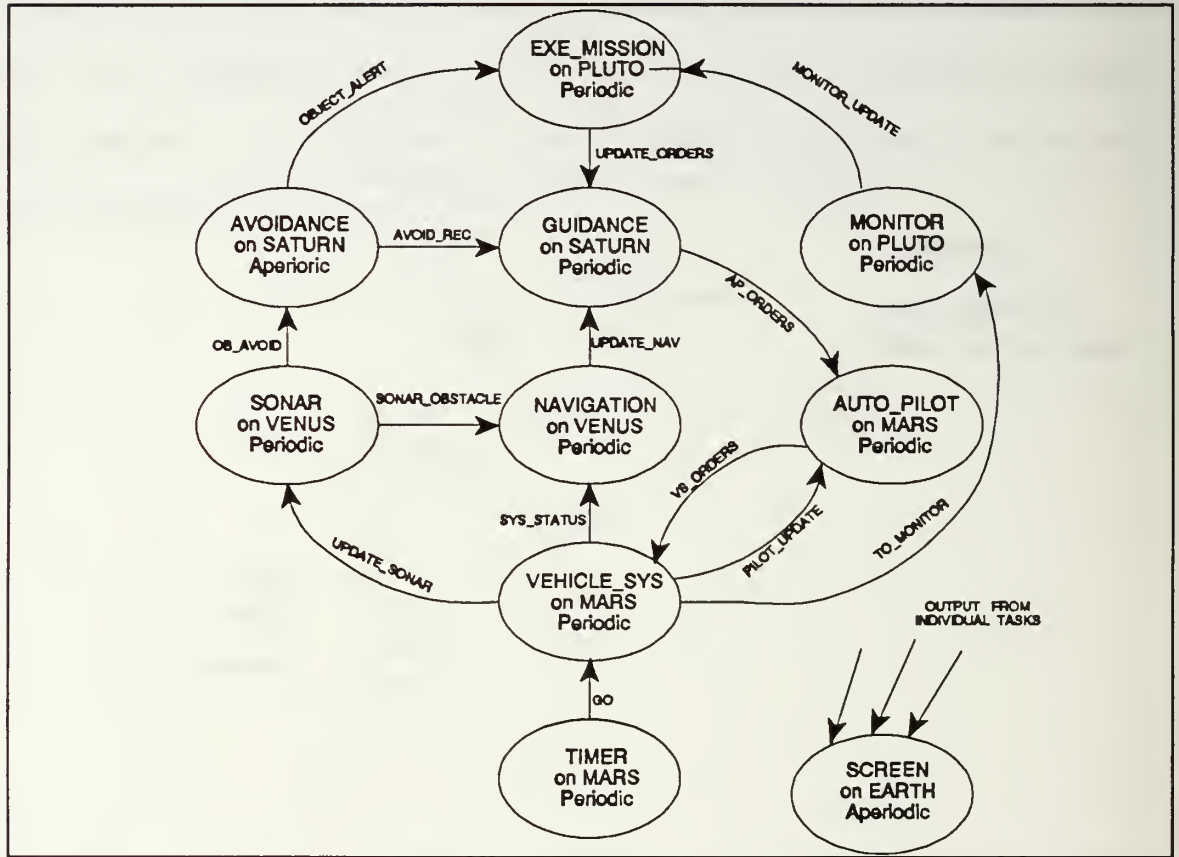 EXE_MISSION
on PLUTO
Periodic
OBJECT_ALERT
MONITOR_UPDATE
UPDATE_ORDERS
AVOIDANCE
on SATURN
Aperioric
AVOID_REC
GUIDANCE
on SATURN
Periodic
MONITOR
on PLUTO
Periodic
AP_ORDERS
OB_AVOID
UPDATE_NAV
SONAR
on VENUS
Periodic
SONAR_OBSTACLE
NAVIGATION
on VENUS
Periodic
AUTO_PILOT
on MARS
Periodic
VS_ORDERS
SYS_STATUS
PILOT_UPDATE
TO_MONITOR
UPDATE_SONAR
VEHICLE_SYS
on MARS
Periodic
OUTPUT FROM
INDIVIDUAL TASKS
GO
TIMER
on MARS
Periodic
SCREEN
on EARTH
Aperiodic